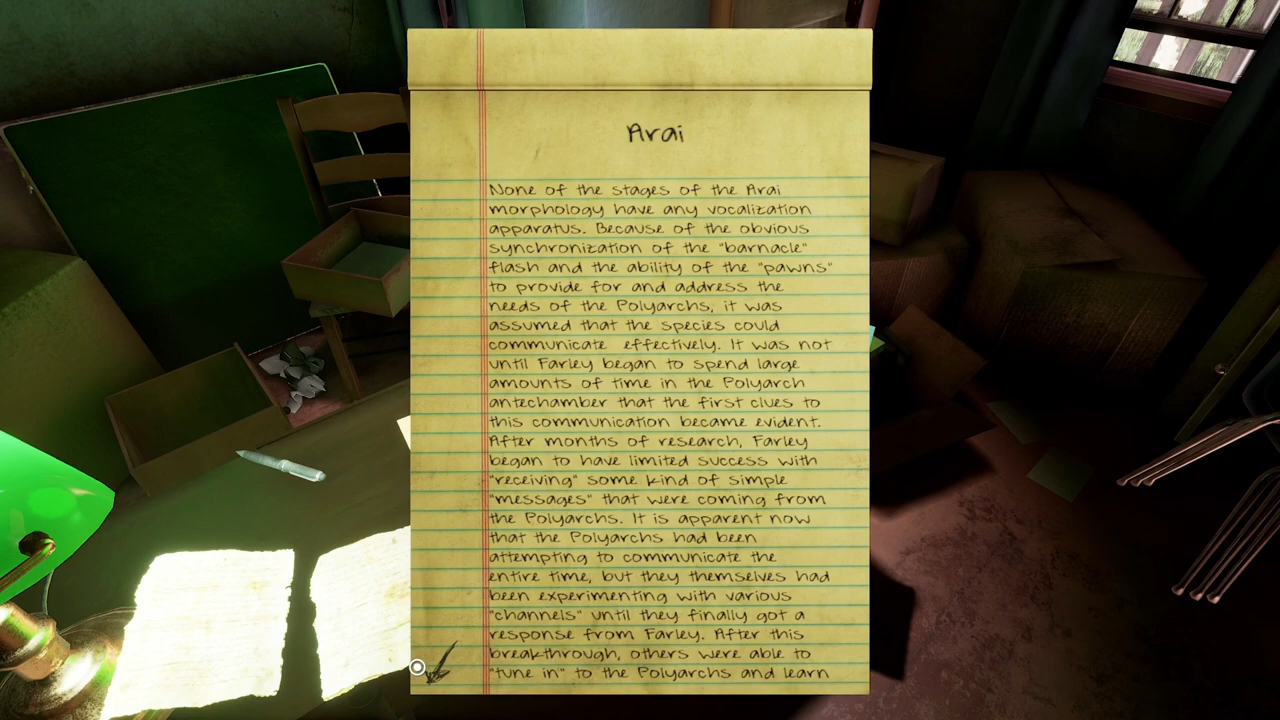 Arai
None of the stages of the Arai
morphology have any vocalization
apparatus. Because of the obvious
synchronization of the "barnacle"
flash and the ability of the "pawns"
to provide for and address the
needs of the Polyarchs, it was
assumed that the species could
communicate effectively. It was not
until Farley began to spend large
amounts of time in the Polyarch
antechamber that the first clues to
this communication became evident.
After months of research, Farley
began to have limited success with
"receiving" some kind of simple
"messages" that were coming from
the Polyarchs. It is apparent now
that the Polyarchs had been
attempting to communicate the
entire time, but they themselves had
been experimenting with various
"channels" until they finally got a
response from Farley. After this
breakthrough, others were able to
"tune in" to the Polyarchs and learn